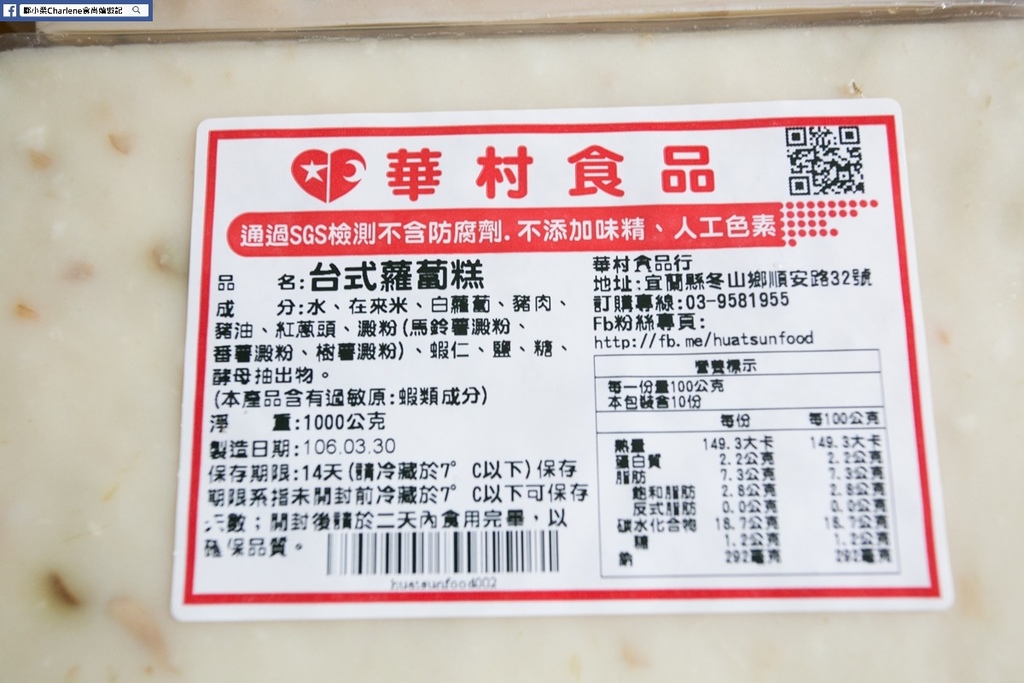 鄭小柔Charlene食尚嬉遊記
華村食品
通過SGS檢測不含防腐劑.不添加味精、人工色素
品 名:台式蘿蔔糕
成 分:水、在來米、白蘿蔔、豬肉、
豬油、紅蔥頭、澱粉(馬鈴薯澱粉、
番薯澱粉、樹薯澱粉)、蝦仁、鹽、糖、
酵母抽出物。
(本產品含有過敏原:蝦類成分)
淨 重:1000公克
製造日期:106.03.30
保存期限:14天(請冷藏於7°C以下)保存
期限系指未開封前冷藏於7°C以下可保存
天數；開封後請於二天內食用完畢，以
確保品質。
huatsunfood002
華村食品行
地址:宜蘭縣冬山鄉順安路32號
訂購專線:03-9581955
Fb粉絲專頁:
http://fb.me/huatsunfood
營養標示
每一份量100公克
本包裝含10份
每份 每100公克
熱量 149.3大卡 149.3大卡
蛋白質 2.2公克 2.2公克
脂肪 7.3公克 7.3公克
飽和脂肪 2.8公克 2.8公克
反式脂肪 0.0公克 0.0公克
碳水化合物 18.7公克 18.7公克
糖 1.2公克 1.2公克
鈉 292毫克 292毫克